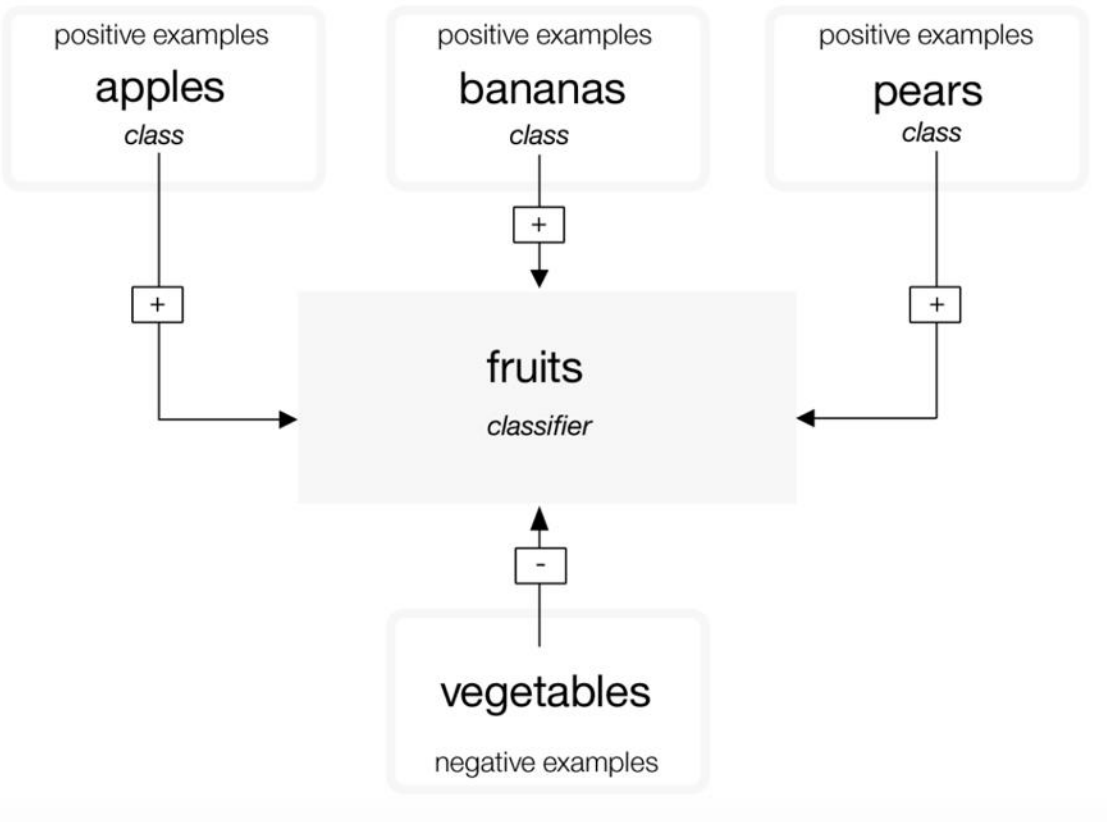 positive examples
apples
class
positive examples
bananas
class
positive examples
pears
class
+
+
+
fruits
classifier
-
vegetables
negative examples